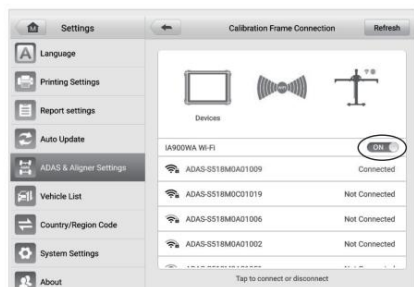 Settings
Calibration Frame Connection
Refresh
Language
Printing Settings
Report settings
Auto Update
ADAS & Aligner Settings
Vehicle List
Country/Region Code
System Settings
About
Devices
IA900WA Wi-Fi
ON
ADAS-S518M0A01009 Connected
ADAS-S518M0C01019 Not Connected
ADAS-S518M0A01006 Not Connected
ADAS-S518M0A01002 Not Connected
Tap to connect or disconnect